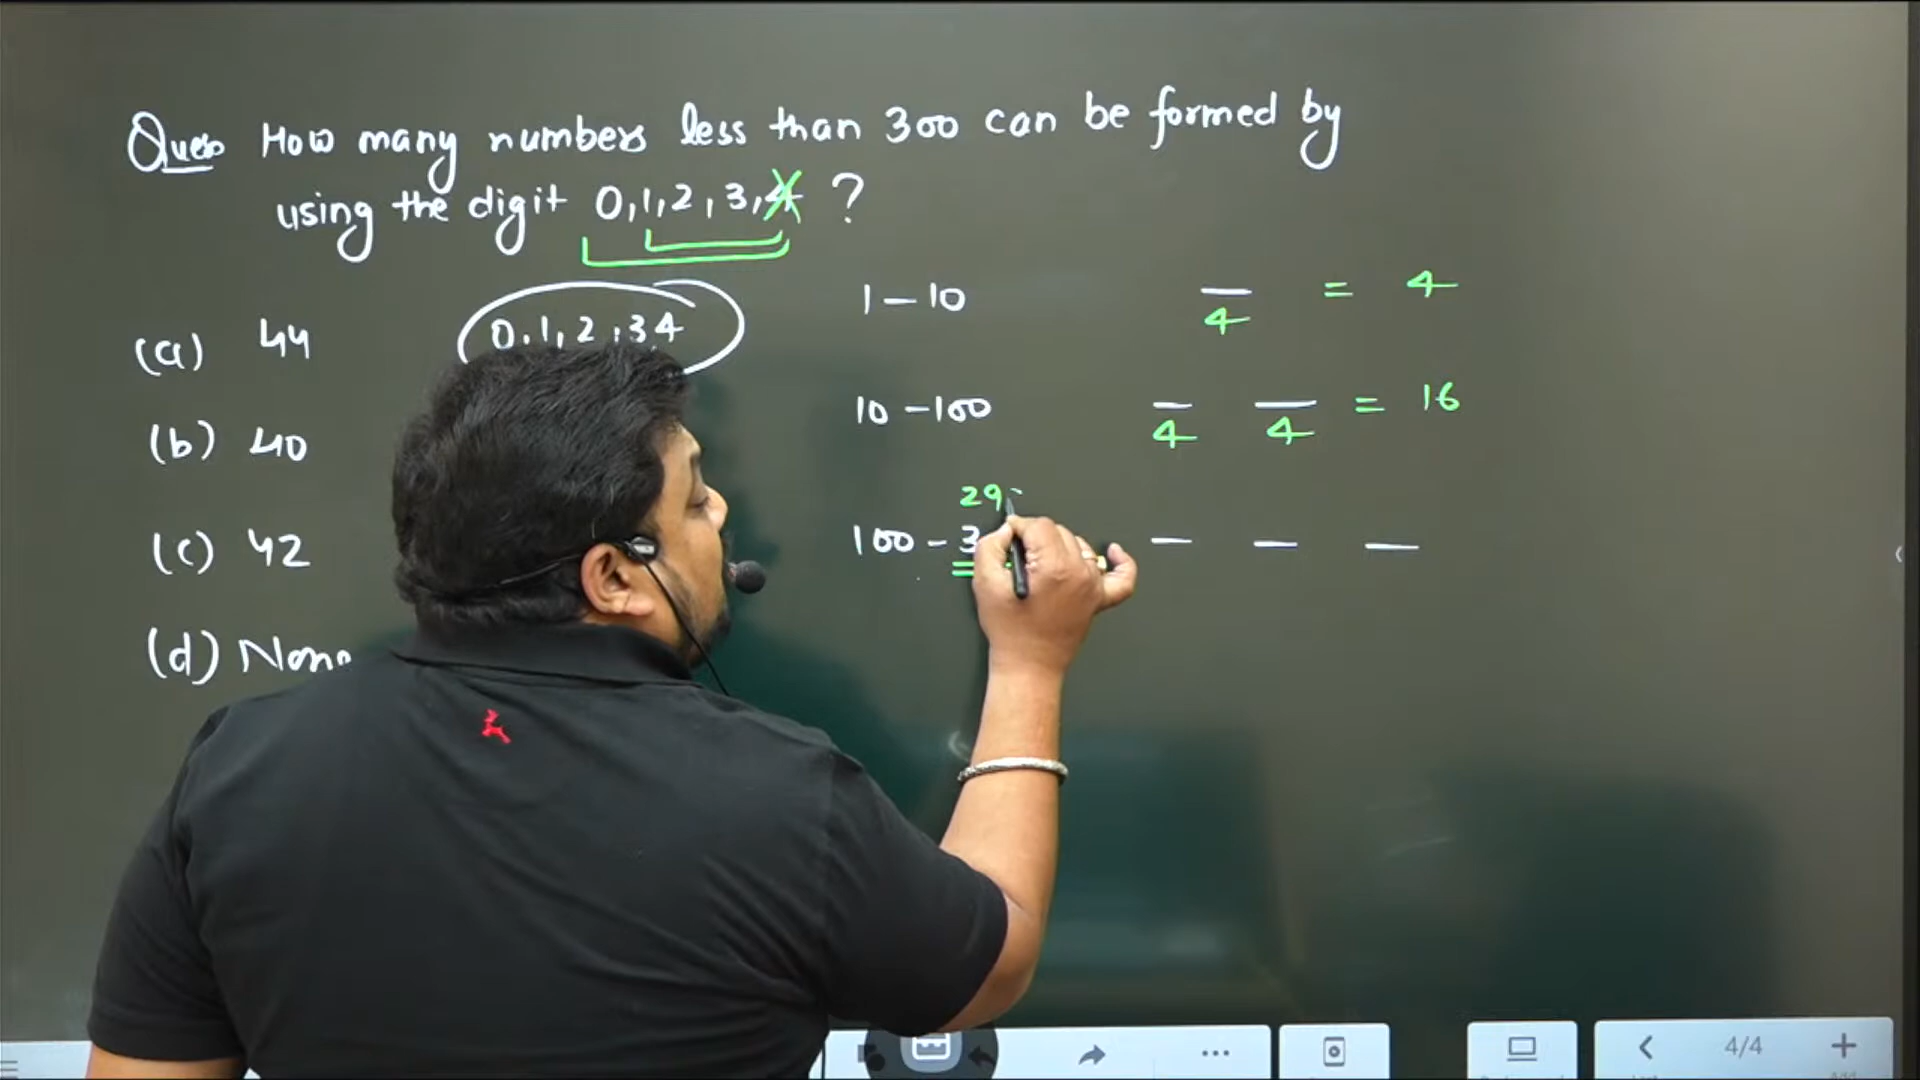 Ques How many numbers less than 300 can be formed by
using the digit 0,1,2,3,4 ?
(a) 44
0,1,2,3 4
1 – 10
4
= 4
(b) 40
10 – 100
4 4 = 16
29
(c) 42
100 – 3
(d) None
4/4